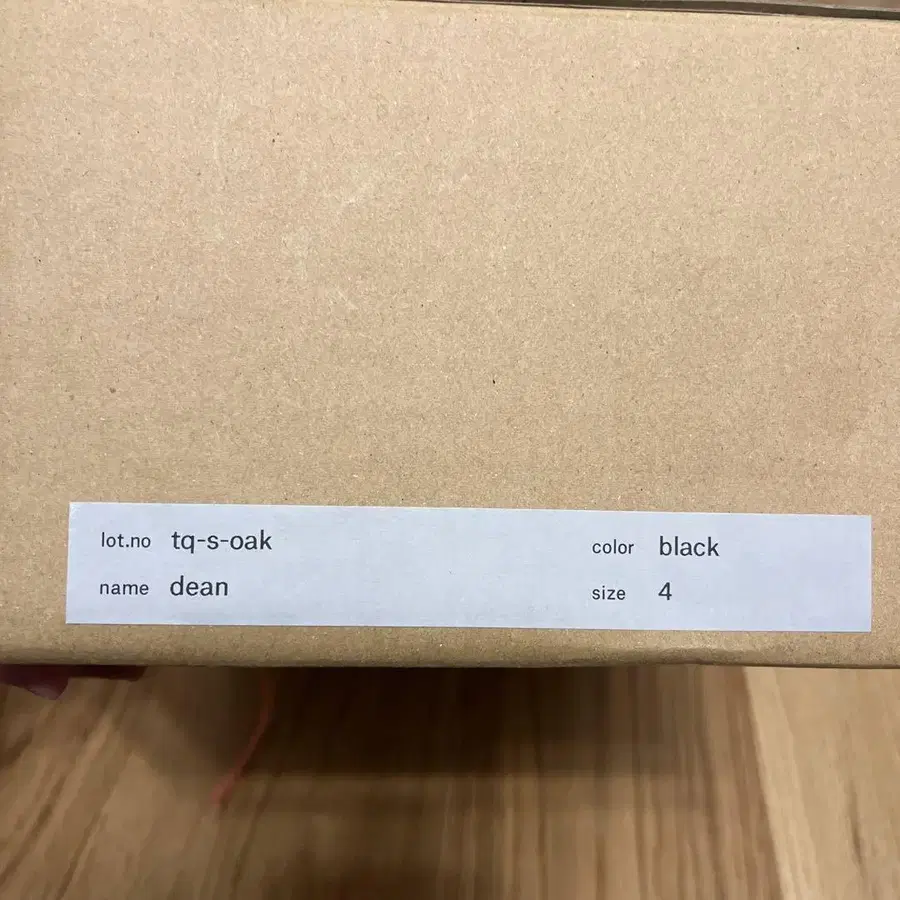 lot.no tq-s-oak color black
name dean size 4